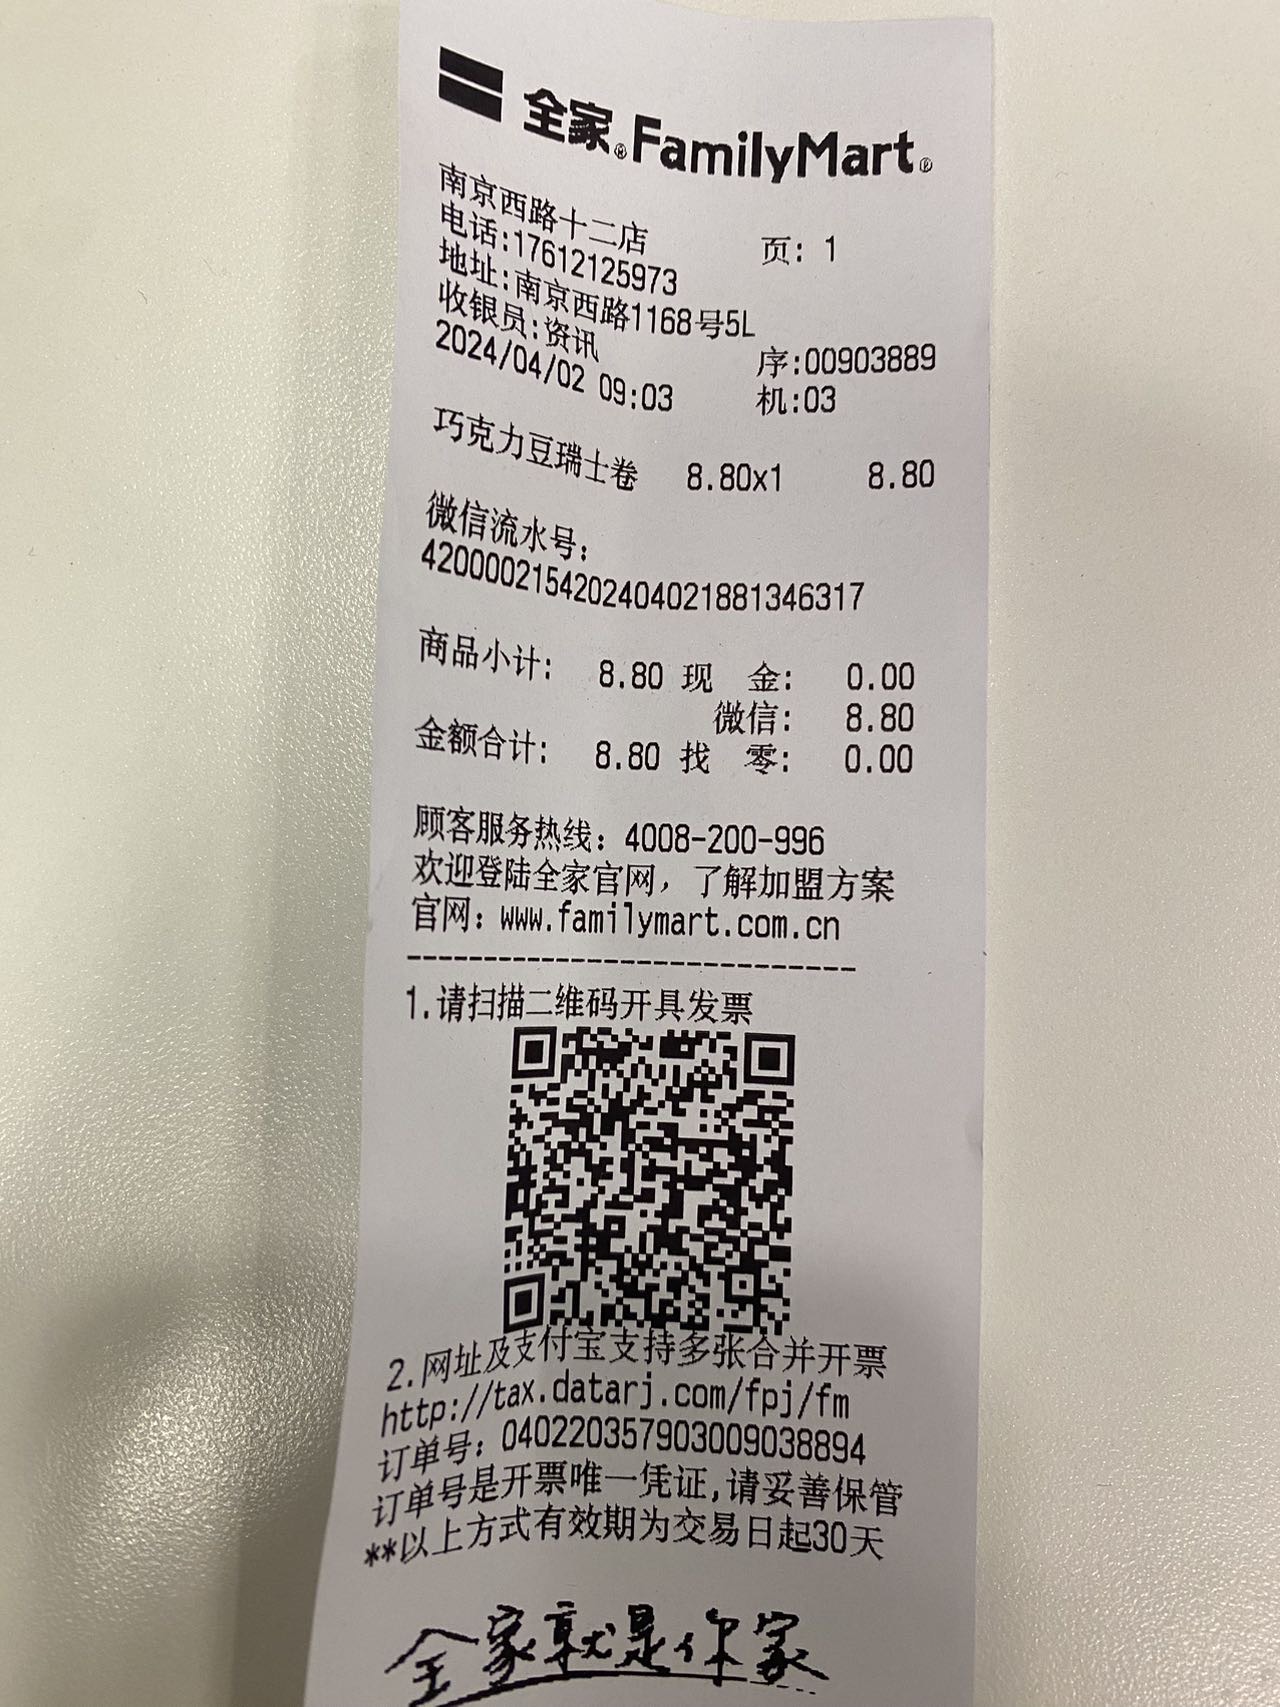 全家®FamilyMart®
南京西路十二店 页: 1
电话:17612125973
地址:南京西路1168号5L
收银员:资讯 序:00903889
2024/04/02 09:03 机:03
巧克力豆瑞士卷 8.80x1 8.80
微信流水号:
4200002154202404021881346317
商品小计: 8.80 现 金: 0.00
微信: 8.80
金额合计: 8.80 找 零: 0.00
顾客服务热线: 4008-200-996
欢迎登陆全家官网, 了解加盟方案
官网: www.familymart.com.cn
---------------------------
1.请扫描二维码开具发票
2.网址及支付宝支持多张合并开票
http://tax.datarj.com/fpj/fm
订单号: 040220357903009038894
订单号是开票唯一凭证,请妥善保管
**以上方式有效期为交易日起30天
全家就是你家